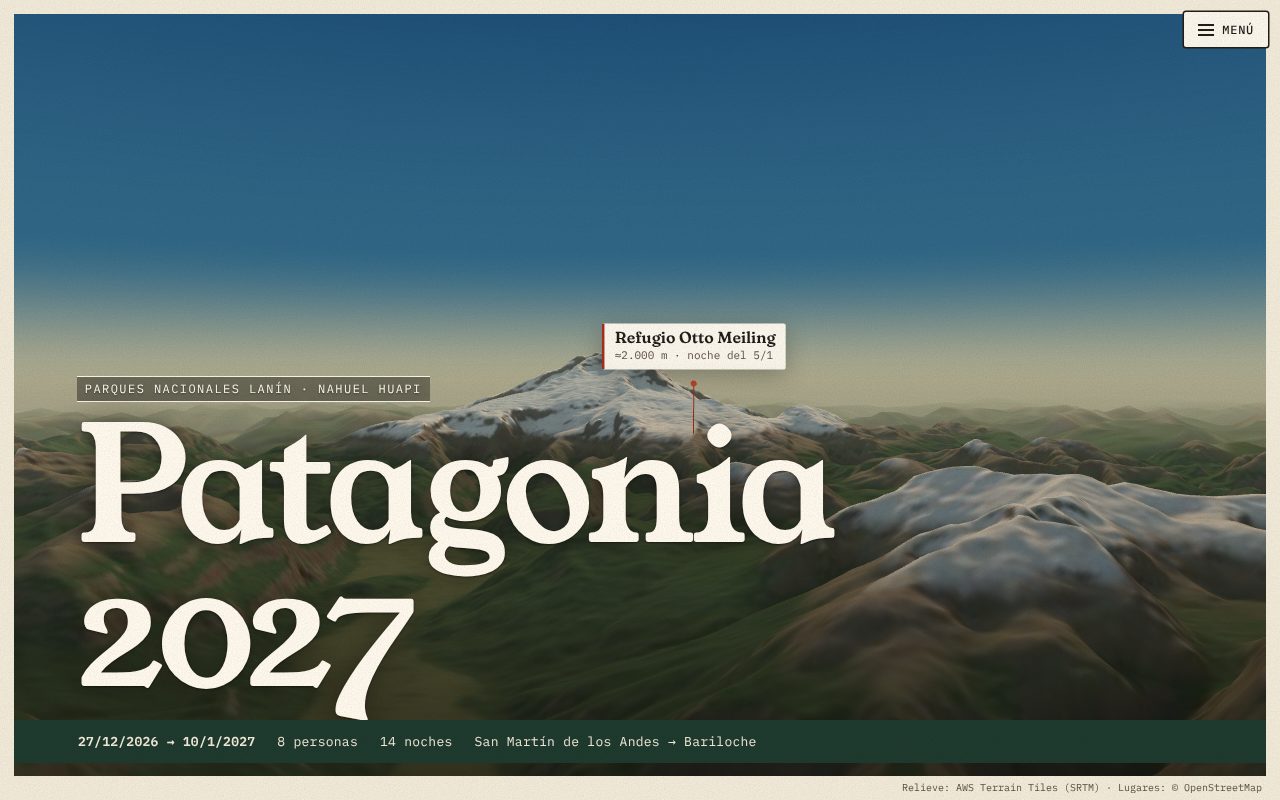 MENÚ
Refugio Otto Meiling
≈2.000 m · noche del 5/1
PARQUES NACIONALES LANÍN · NAHUEL HUAPI
Patagonia
2027
27/12/2026 → 10/1/2027 8 personas 14 noches San Martín de los Andes → Bariloche
Relieve: AWS Terrain Tiles (SRTM) · Lugares: © OpenStreetMap